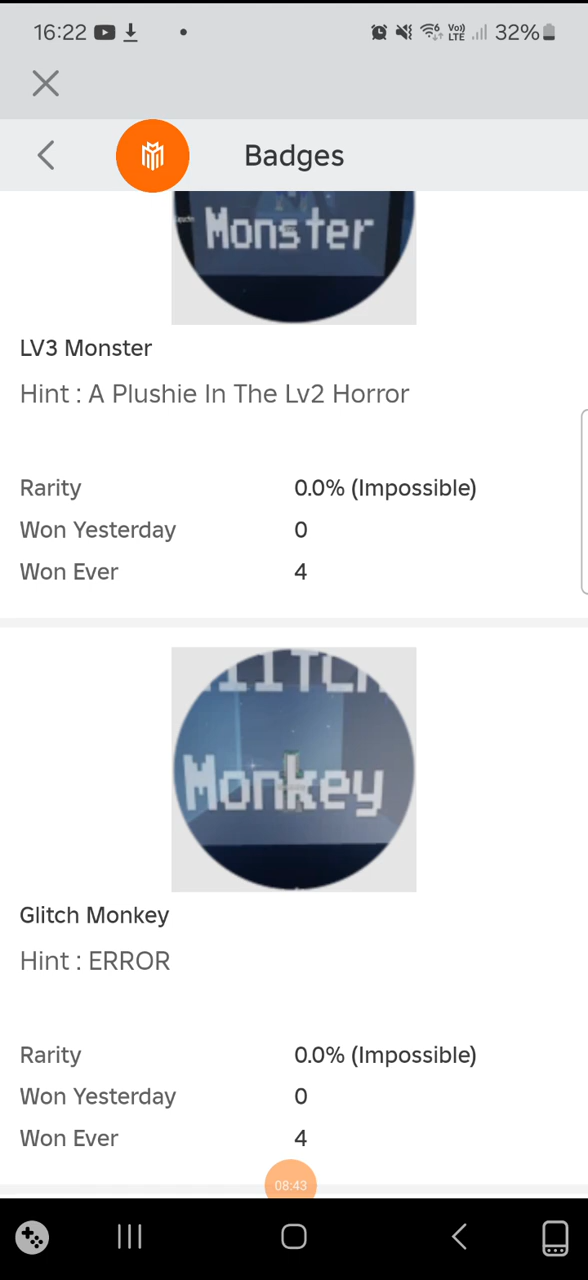 16:22
Vo))
LTE
32%
Badges
Monster
LV3 Monster
Hint : A Plushie In The Lv2 Horror
Rarity 0.0% (Impossible)
Won Yesterday 0
Won Ever 4
Monkey
Glitch Monkey
Hint : ERROR
Rarity 0.0% (Impossible)
Won Yesterday 0
Won Ever 4
08:43